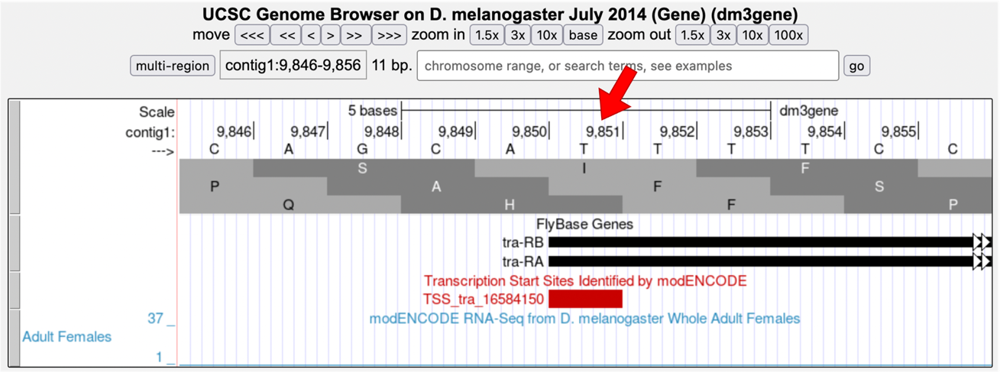 UCSC Genome Browser on D. melanogaster July 2014 (Gene) (dm3gene)
move <<< << < > >> >>> zoom in 1.5x 3x 10x base zoom out 1.5x 3x 10x 100x
multi-region contig1:9,846-9,856 11 bp. chromosome range, or search terms, see examples go
Scale 5 bases dm3gene
contig1: 9,846 9,847 9,848 9,849 9,850 9,851 9,852 9,853 9,854 9,855
---> C A G C A T T T T C C
S I F
P A F S
Q H F P
FlyBase Genes
tra-RB
tra-RA
Transcription Start Sites Identified by modENCODE
TSS_tra_16584150
37 _ modENCODE RNA-Seq from D. melanogaster Whole Adult Females
Adult Females
1 _